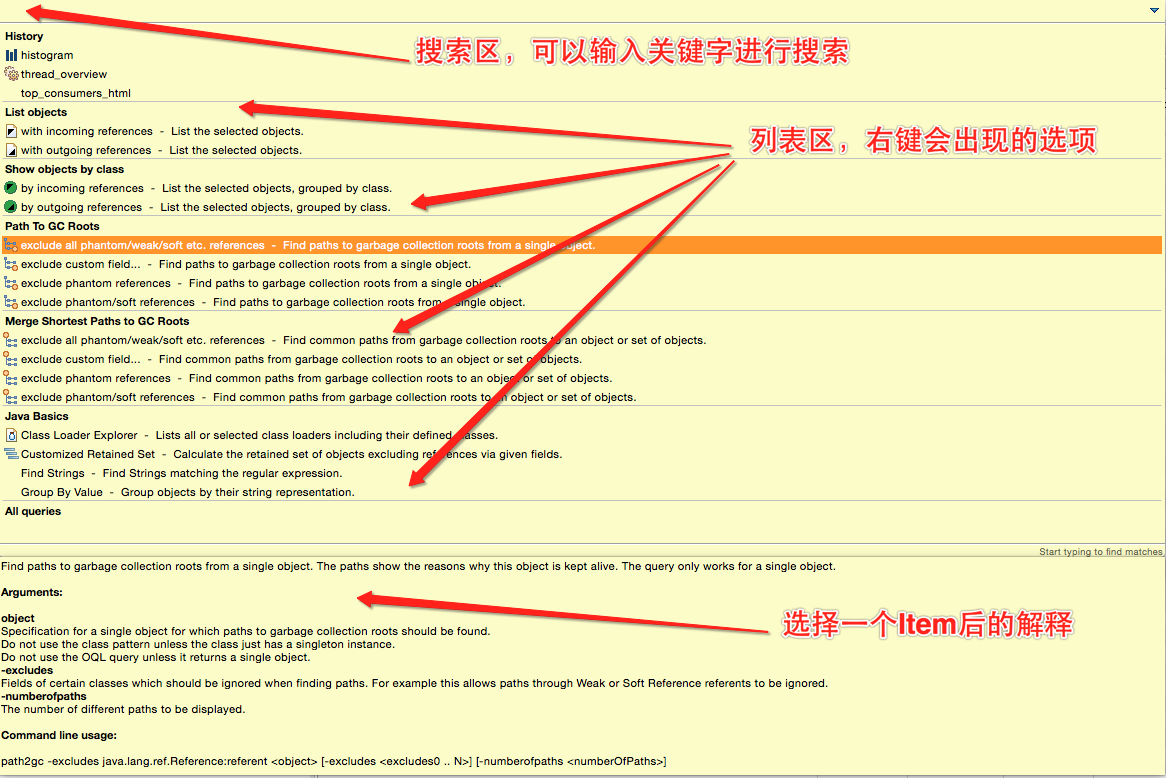 搜索区，可以输入关键字进行搜索
History
histogram
thread_overview
top_consumers_html
List objects
with incoming references - List the selected objects.
列表区，右键会出现的选项
with outgoing references - List the selected objects.
Show objects by class
by incoming references - List the selected objects, grouped by class.
by outgoing references - List the selected objects, grouped by class.
Path To GC Roots
exclude all phantom/weak/soft etc. references - Find paths to garbage collection roots from a single object.
exclude custom field... - Find paths to garbage collection roots from a single object.
exclude phantom references - Find paths to garbage collection roots from a single object.
exclude phantom/soft references - Find paths to garbage collection roots from a single object.
Merge Shortest Paths to GC Roots
exclude all phantom/weak/soft etc. references - Find common paths from garbage collection roots to an object or set of objects.
exclude custom field... - Find common paths from garbage collection roots to an object or set of objects.
exclude phantom references - Find common paths from garbage collection roots to an object or set of objects.
exclude phantom/soft references - Find common paths from garbage collection roots to an object or set of objects.
Java Basics
Class Loader Explorer - Lists all or selected class loaders including their defined classes.
Customized Retained Set - Calculate the retained set of objects excluding references via given fields.
Find Strings - Find Strings matching the regular expression.
Group By Value - Group objects by their string representation.
All queries
Start typing to find matches
Find paths to garbage collection roots from a single object. The paths show the reasons why this object is kept alive. The query only works for a single object.
Arguments:
object
选择一个Item后的解释
Specification for a single object for which paths to garbage collection roots should be found.
Do not use the class pattern unless the class just has a singleton instance.
Do not use the OQL query unless it returns a single object.
-excludes
Fields of certain classes which should be ignored when finding paths. For example this allows paths through Weak or Soft Reference referents to be ignored.
-numberofpaths
The number of different paths to be displayed.
Command line usage:
path2gc -excludes java.lang.ref.Reference:referent <object> [-excludes <excludes0 .. N>] [-numberofpaths <numberOfPaths>]